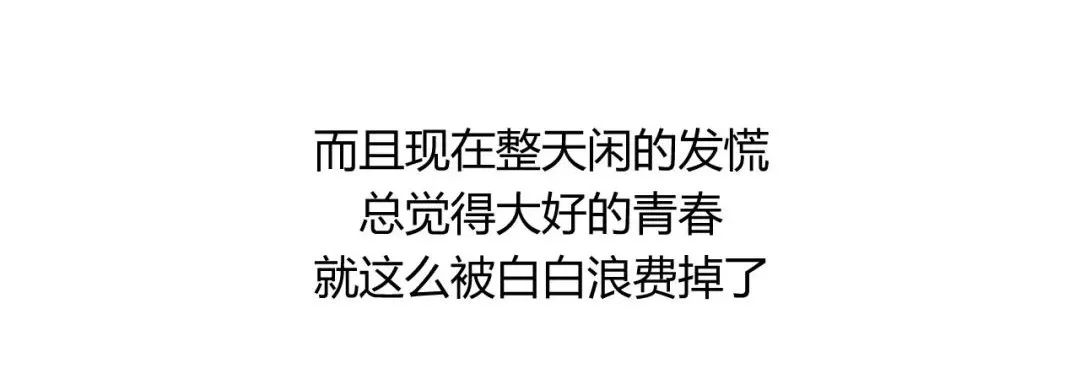 而且现在整天闲的发慌
总觉得大好的青春
就这么被白白浪费掉了